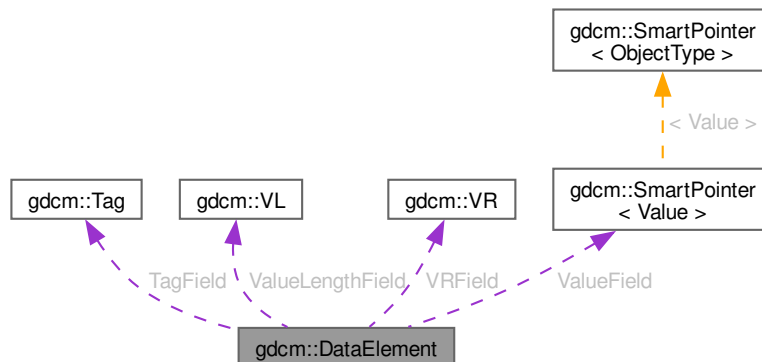 gdcm::SmartPointer
< ObjectType >
< Value >
gdcm::Tag
gdcm::VL
gdcm::VR
gdcm::SmartPointer
< Value >
TagField
ValueLengthField
VRField
ValueField
gdcm::DataElement